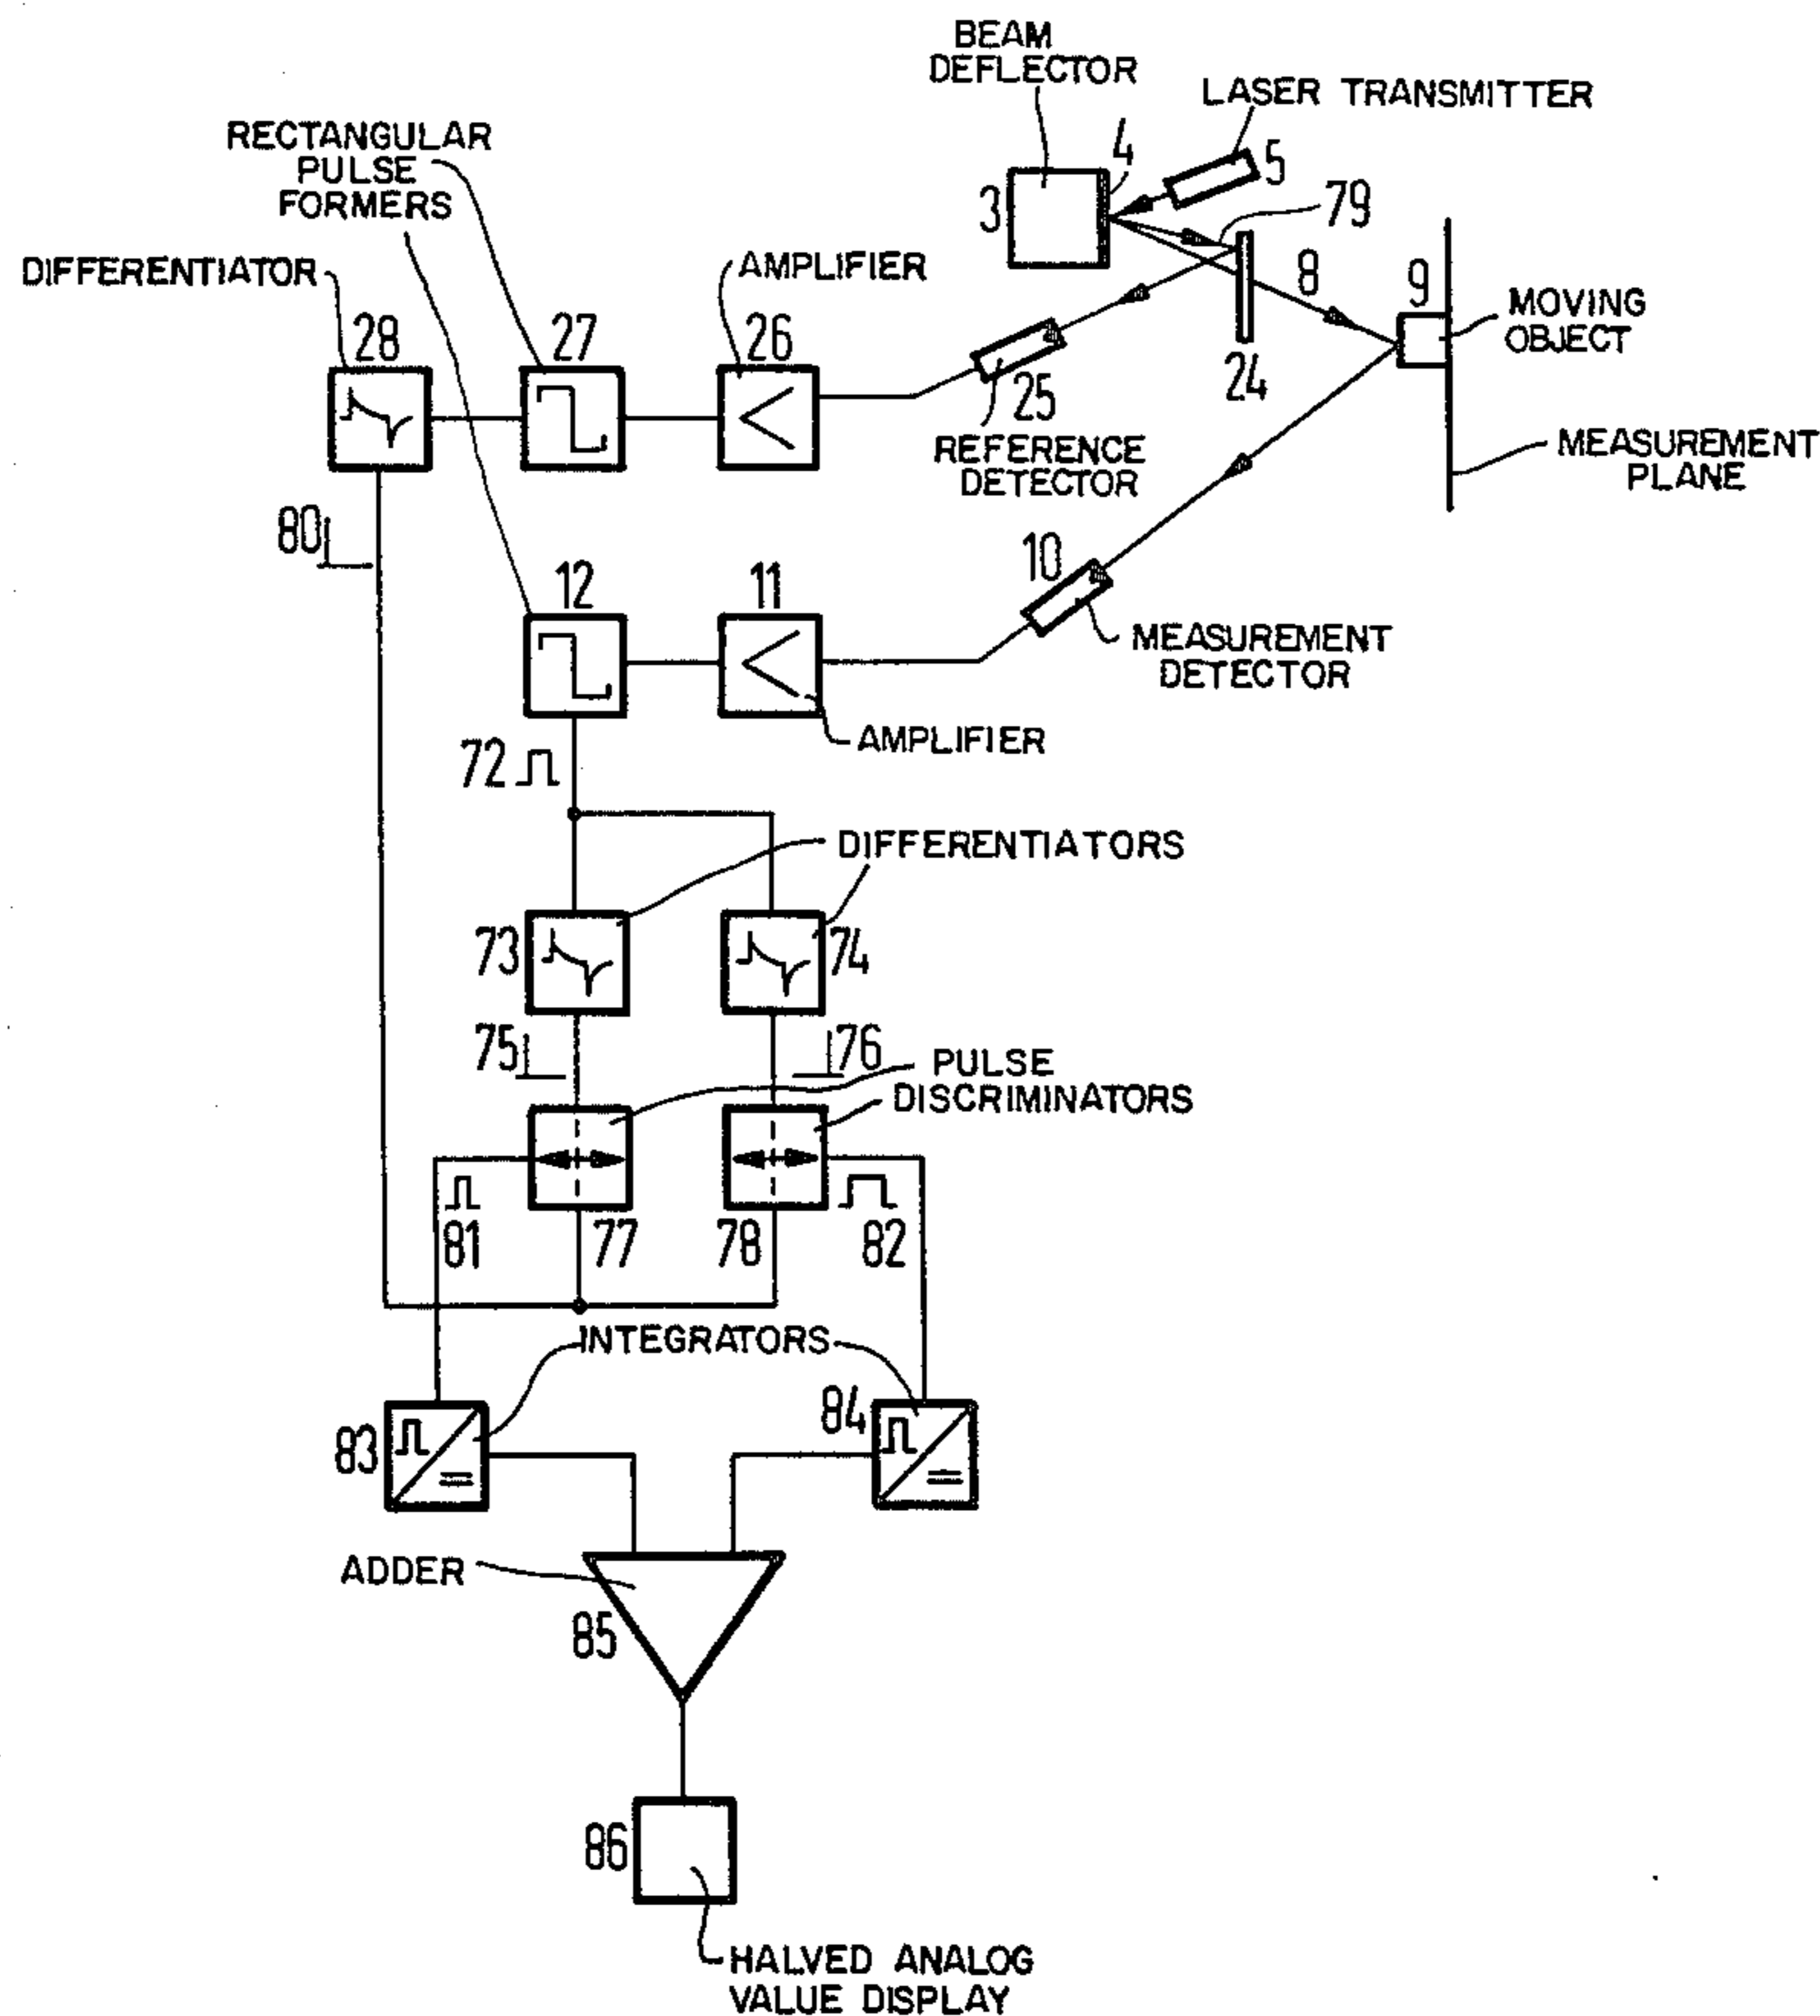 BEAM
DEFLECTOR
LASER TRANSMITTER
RECTANGULAR
PULSE
FORMERS
4
5
3
79
DIFFERENTIATOR
AMPLIFIER
8
9
MOVING
OBJECT
28
27
26
24
25
REFERENCE
DETECTOR
MEASUREMENT
PLANE
80
10
12
11
MEASUREMENT
DETECTOR
AMPLIFIER
72
DIFFERENTIATORS
73
74
75
76
PULSE
DISCRIMINATORS
81
77
78
82
INTEGRATORS
83
84
ADDER
85
86
HALVED ANALOG
VALUE DISPLAY